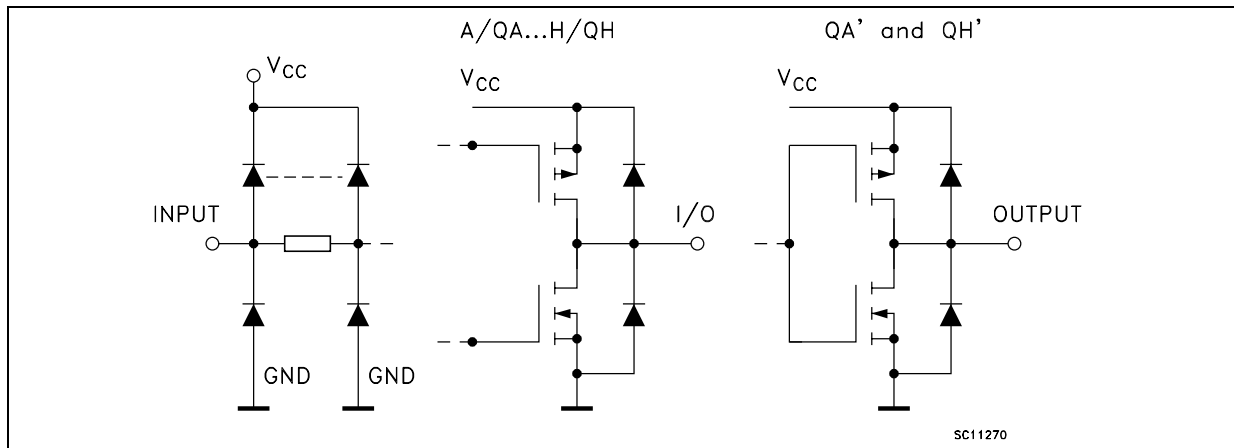 A/QA...H/QH
QA' and QH'
VCC
VCC
VCC
INPUT
I/O
OUTPUT
GND
GND
SC11270